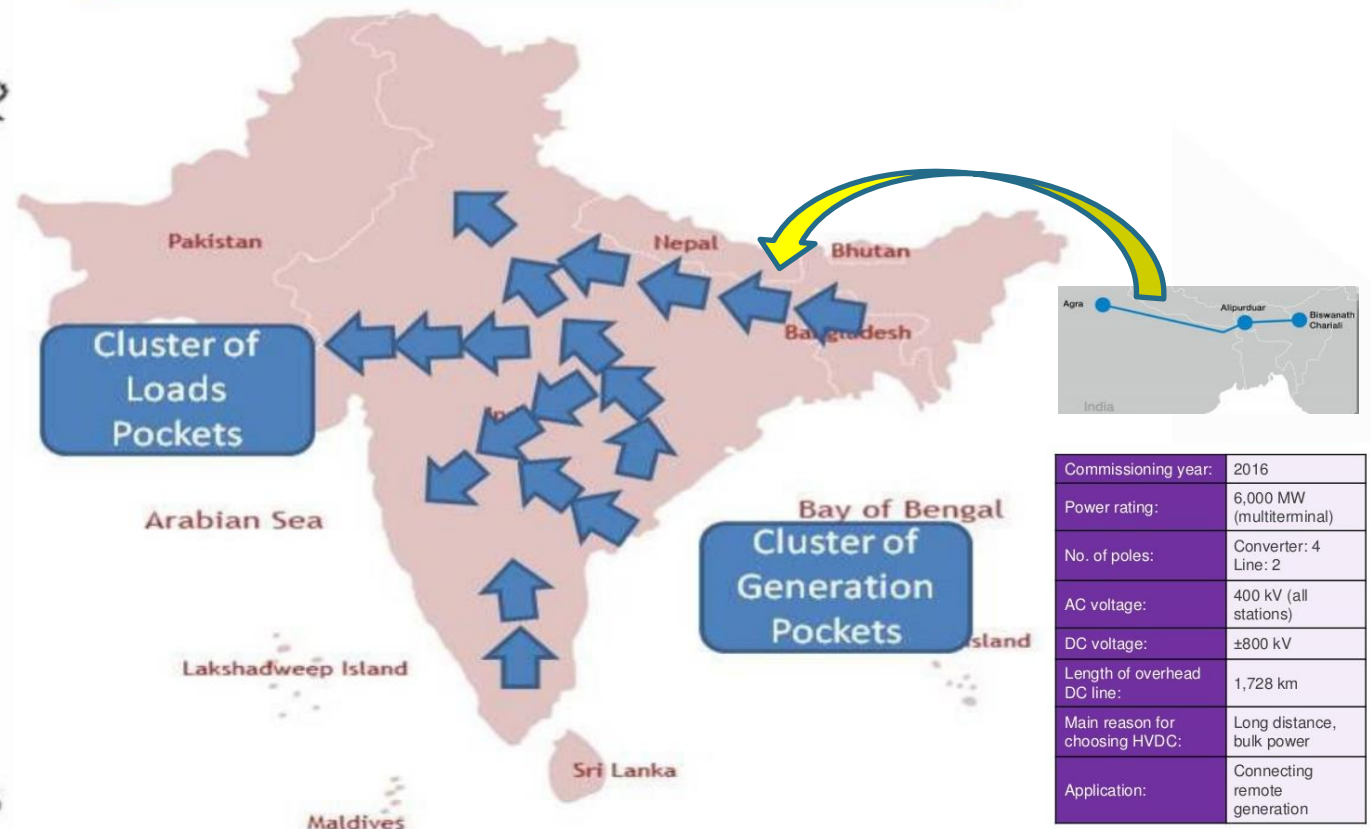 Pakistan
Nepal
Bhutan
Bangladesh
Cluster of
Loads
Pockets
Arabian Sea
Bay of Bengal
Cluster of
Generation
Pockets
Lakshadweep Island
Sri Lanka
Maldives
Agra
Alipurduar
Biswanath
Chariali
India
Commissioning year: 2016
Power rating: 6,000 MW
(multiterminal)
No. of poles: Converter: 4
Line: 2
AC voltage: 400 kV (all
stations)
DC voltage: ±800 kV
Length of overhead
DC line: 1,728 km
Main reason for
choosing HVDC: Long distance,
bulk power
Application: Connecting
remote
generation